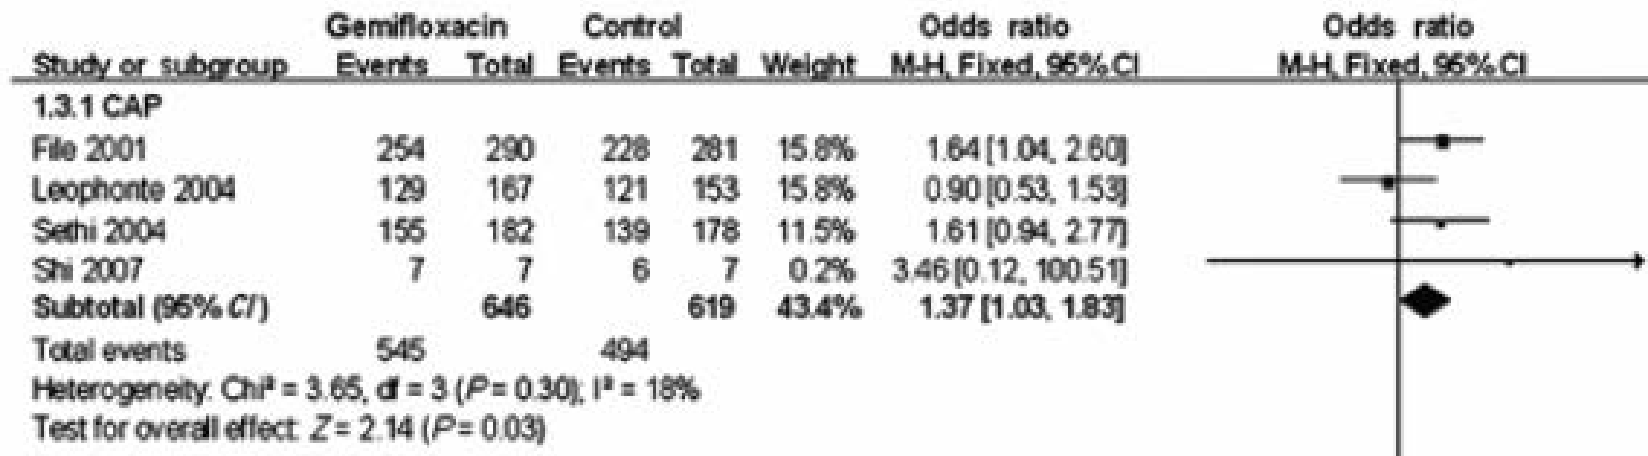 Gemifloxacin Control Odds ratio Odds ratio
Study or subgroup Events Total Events Total Weight M-H, Fixed, 95% CI M-H, Fixed, 95% CI
1.3.1 CAP
File 2001 254 290 228 281 15.8% 1.64 [1.04, 2.60]
Leophonte 2004 129 167 121 153 15.8% 0.90 [0.53, 1.53]
Sethi 2004 155 182 139 178 11.5% 1.61 [0.94, 2.77]
Shi 2007 7 7 6 7 0.2% 3.46 [0.12, 100.51]
Subtotal (95% CI) 646 619 43.4% 1.37 [1.03, 1.83]
Total events 545 494
Heterogeneity: Chi² = 3.65, df = 3 (P = 0.30); I² = 18%
Test for overall effect: Z = 2.14 (P = 0.03)